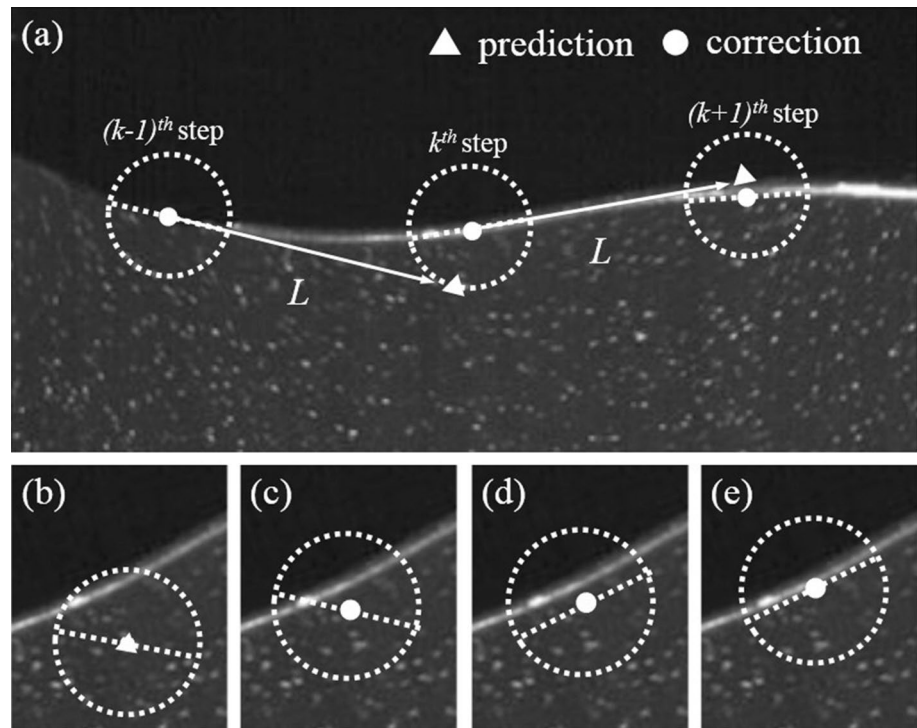 (a)
prediction correction
(k-1)th step
kth step
(k+1)th step
L
L
(b) (c) (d) (e)